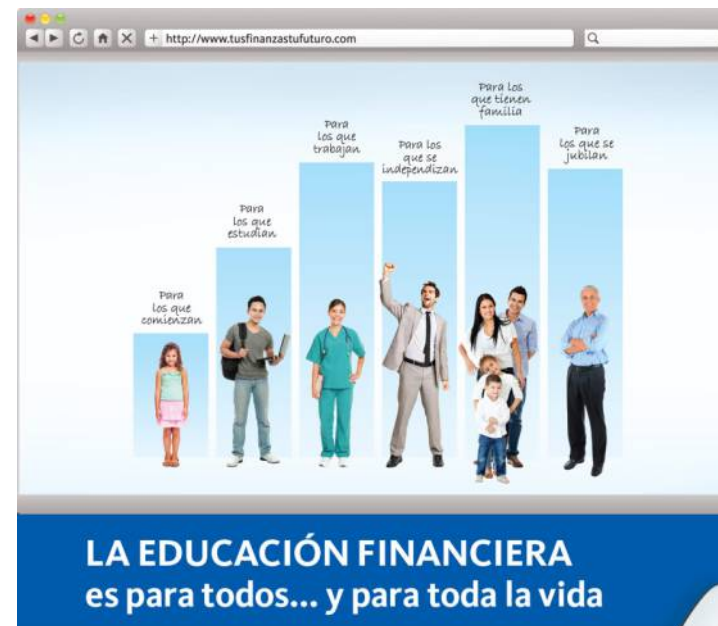 http://www.tusfinanzastufuturo.com
Para
los que
comienzan
Para
los que
estudian
Para
los que
trabajan
Para los
que se
independizan
Para los
que tienen
familia
Para
los que se
jubilan
LA EDUCACIÓN FINANCIERA
es para todos... y para toda la vida